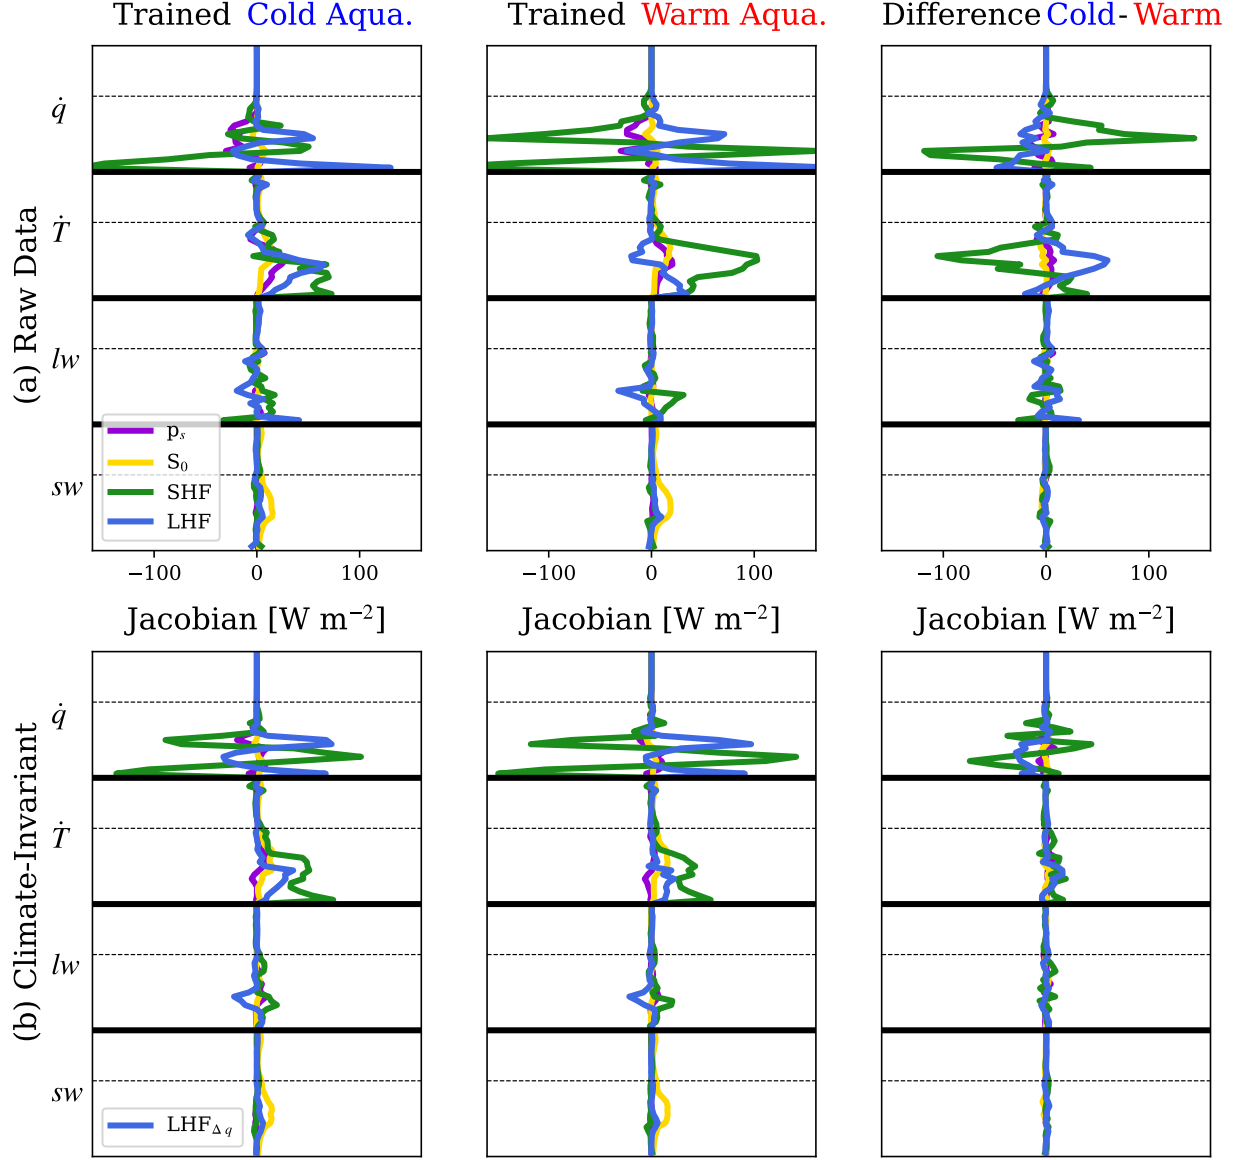 Trained Cold Aqua.
Trained Warm Aqua.
Difference Cold-Warm
(a) Raw Data
q̇
Ṫ
lw
sw
pₛ
S₀
SHF
LHF
−100 0 100
−100 0 100
−100 0 100
Jacobian [W m⁻²]
Jacobian [W m⁻²]
Jacobian [W m⁻²]
(b) Climate-Invariant
q̇
Ṫ
lw
sw
LHF_Δq